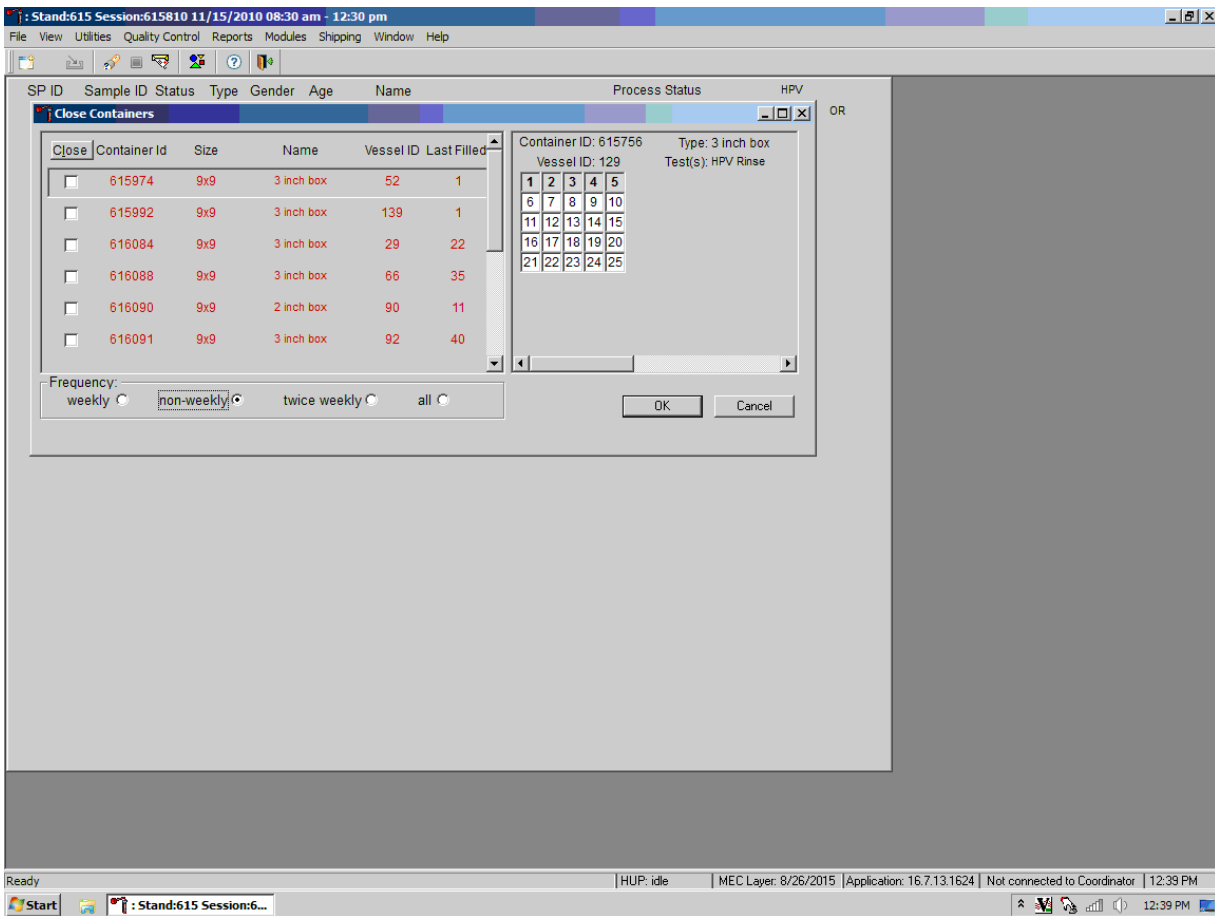 : Stand:615 Session:615810 11/15/2010 08:30 am - 12:30 pm
File View Utilities Quality Control Reports Modules Shipping Window Help
SP ID Sample ID Status Type Gender Age Name Process Status HPV
OR
Close Containers
Close Container Id Size Name Vessel ID Last Filled
615974 9x9 3 inch box 52 1
615992 9x9 3 inch box 139 1
616084 9x9 3 inch box 29 22
616088 9x9 3 inch box 66 35
616090 9x9 2 inch box 90 11
616091 9x9 3 inch box 92 40
Container ID: 615756 Type: 3 inch box
Vessel ID: 129 Test(s): HPV Rinse
1 2 3 4 5
6 7 8 9 10
11 12 13 14 15
16 17 18 19 20
21 22 23 24 25
Frequency:
weekly non-weekly twice weekly all
OK Cancel
Ready HUP: idle MEC Layer: 8/26/2015 Application: 16.7.13.1624 Not connected to Coordinator 12:39 PM
Start : Stand:615 Session:6... 12:39 PM